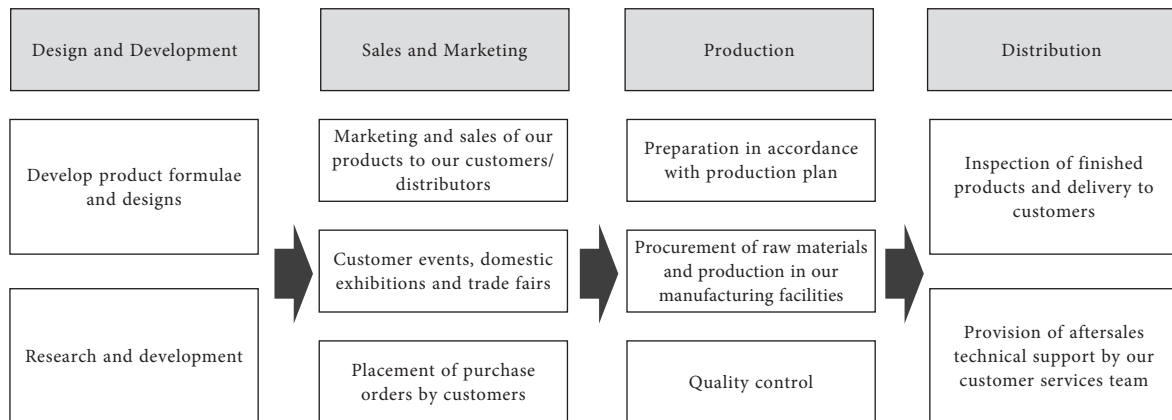 Design and Development
Sales and Marketing
Production
Distribution
Develop product formulae
and designs
Research and development
Marketing and sales of our
products to our customers/
distributors
Customer events, domestic
exhibitions and trade fairs
Placement of purchase
orders by customers
Preparation in accordance
with production plan
Procurement of raw materials
and production in our
manufacturing facilities
Quality control
Inspection of finished
products and delivery to
customers
Provision of aftersales
technical support by our
customer services team